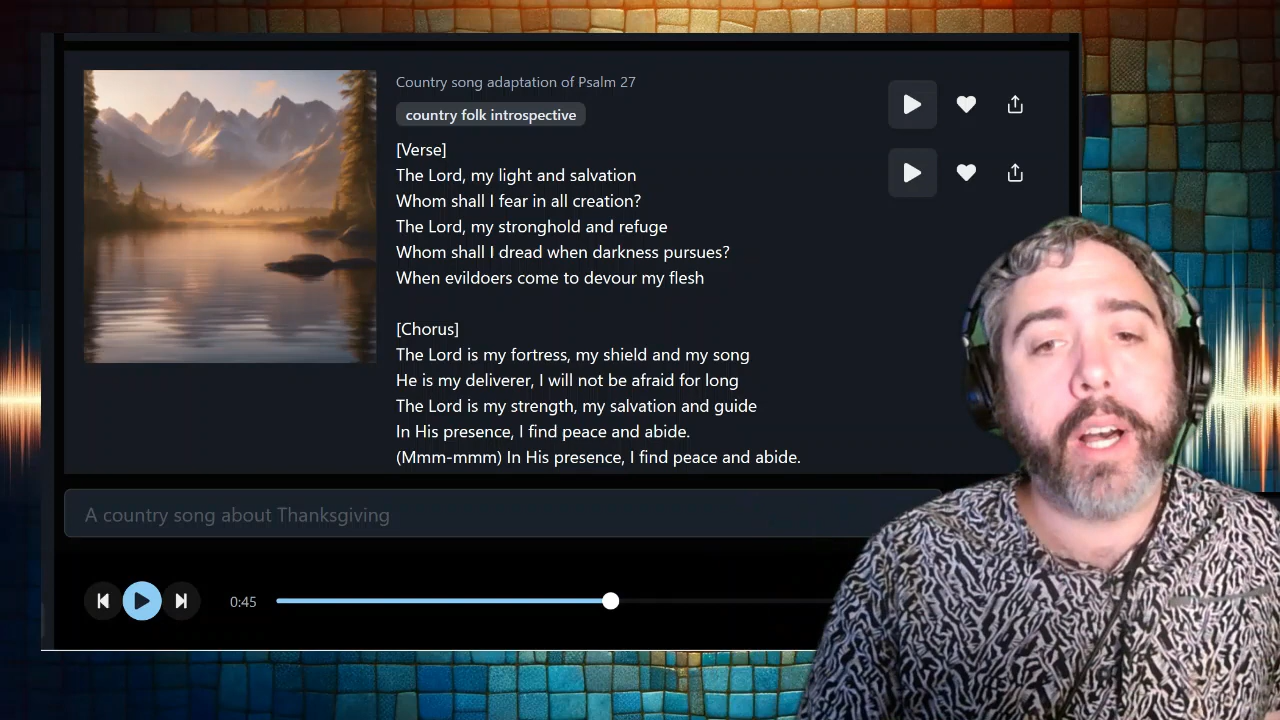 Country song adaptation of Psalm 27
country folk introspective
[Verse]
The Lord, my light and salvation
Whom shall I fear in all creation?
The Lord, my stronghold and refuge
Whom shall I dread when darkness pursues?
When evildoers come to devour my flesh
[Chorus]
The Lord is my fortress, my shield and my song
He is my deliverer, I will not be afraid for long
The Lord is my strength, my salvation and guide
In His presence, I find peace and abide.
(Mmm-mmm) In His presence, I find peace and abide.
A country song about Thanksgiving
0:45